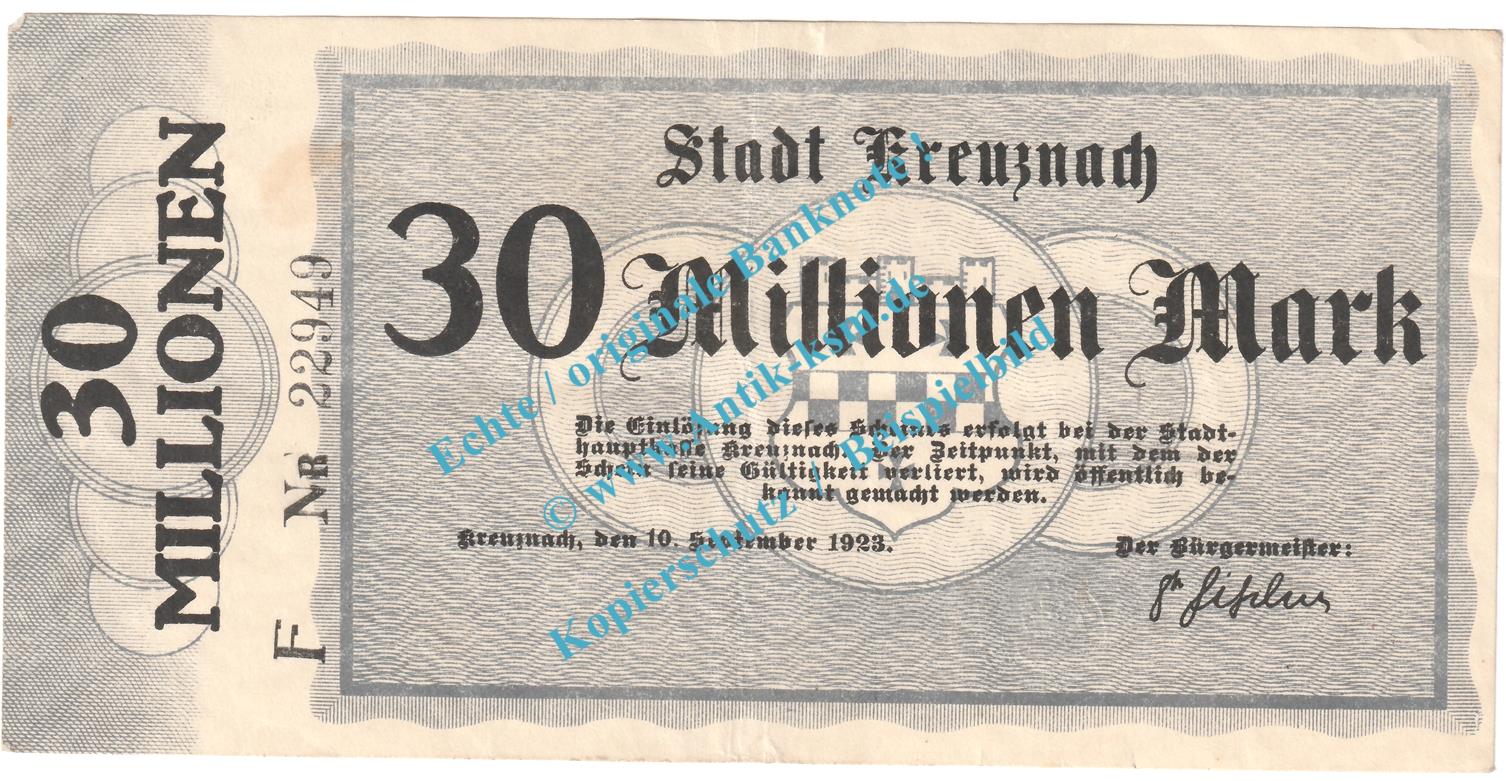 30
MILLIONEN
F Nr 22949
Stadt Kreuznach
30 Millionen Mark
Die Einlösung dieses Scheines erfolgt bei der Stadt-
hauptkasse Kreuznach. Der Zeitpunkt, mit dem der
Schein seine Gültigkeit verliert, wird öffentlich be-
kannt gemacht werden.
Kreuznach, den 10. September 1923.
Der Bürgermeister:
Echte / originale Banknote !
© www.Antik-ksm.de
Kopierschutz / Beispielbild